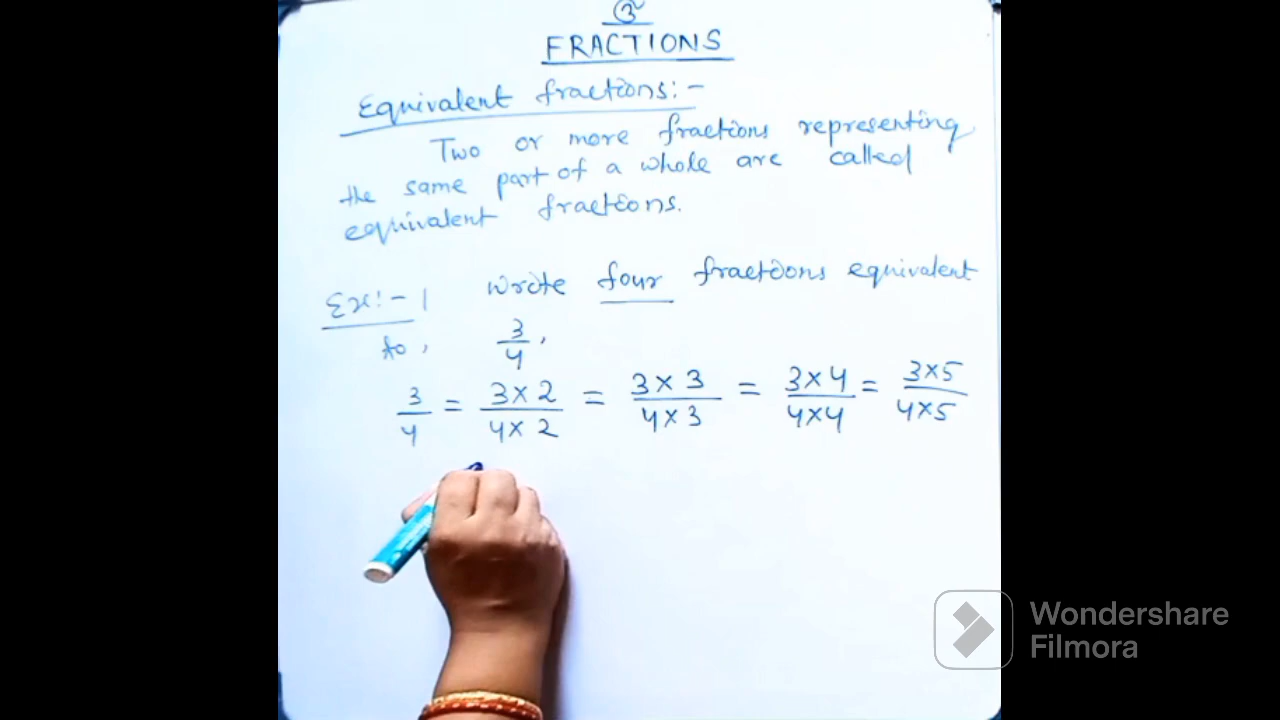 3
FRACTIONS
Equivalent fractions:-
Two or more fractions representing
the same part of a whole are called
equivalent fractions.
Ex:-1 Write four fractions equivalent
to, 3/4,
3/4 = 3×2/4×2 = 3×3/4×3 = 3×4/4×4 = 3×5/4×5
Wondershare
Filmora